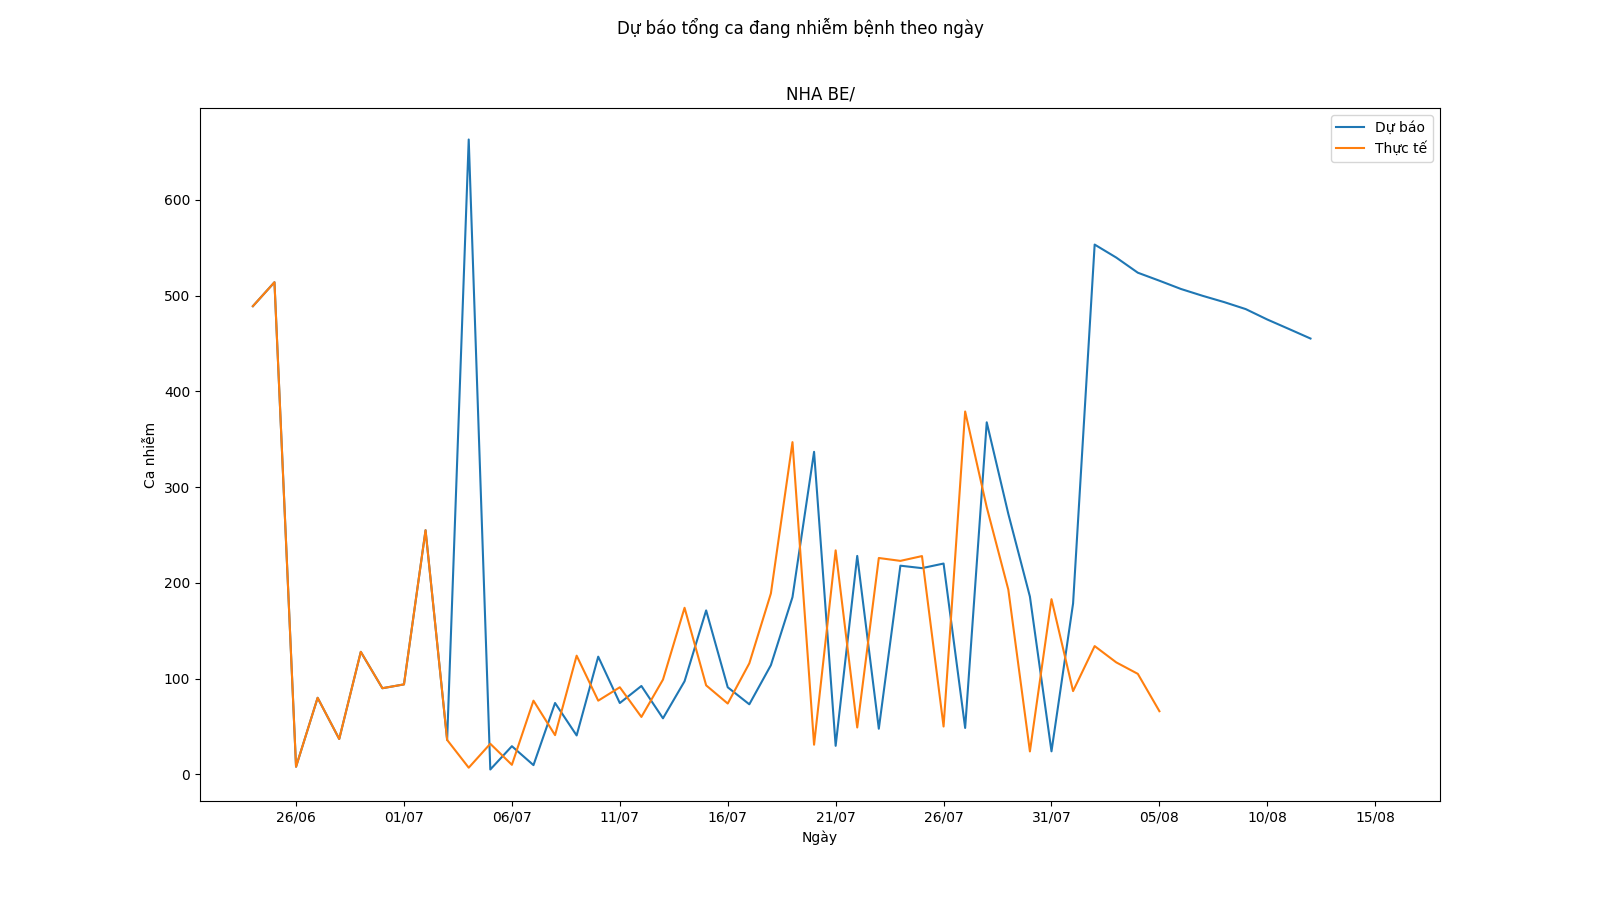 Dự báo tổng ca đang nhiễm bệnh theo ngày
NHA BE/
Dự báo
Thực tế
600
500
400
300
200
100
0
Ca nhiễm
26/06 01/07 06/07 11/07 16/07 21/07 26/07 31/07 05/08 10/08 15/08
Ngày